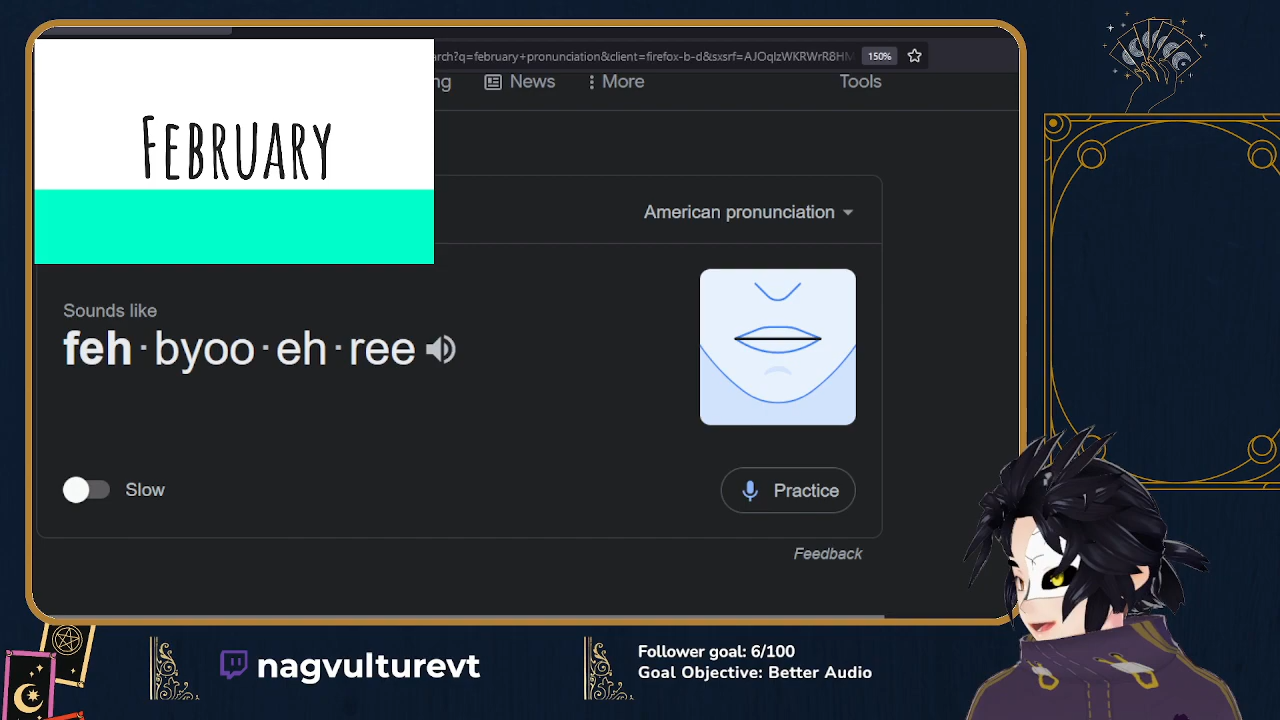 arch?q=february+pronunciation&client=firefox-b-d&sxsrf=AJOqlzWKRWrR8HM
150%
ng
News
More
Tools
FEBRUARY
American pronunciation
Sounds like
feh·byoo·eh·ree
Slow
Practice
Feedback
nagvulturevt
Follower goal: 6/100
Goal Objective: Better Audio